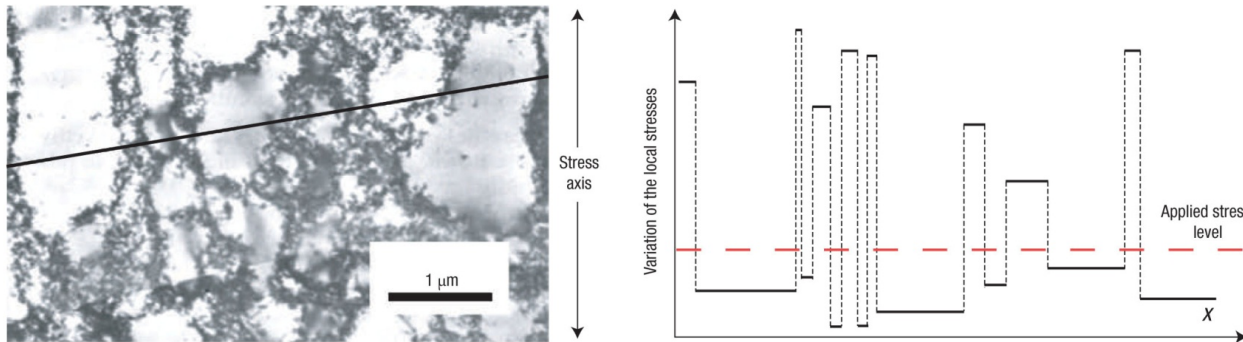 Stress
axis
1 μm
Variation of the local stresses
Applied stres
level
X